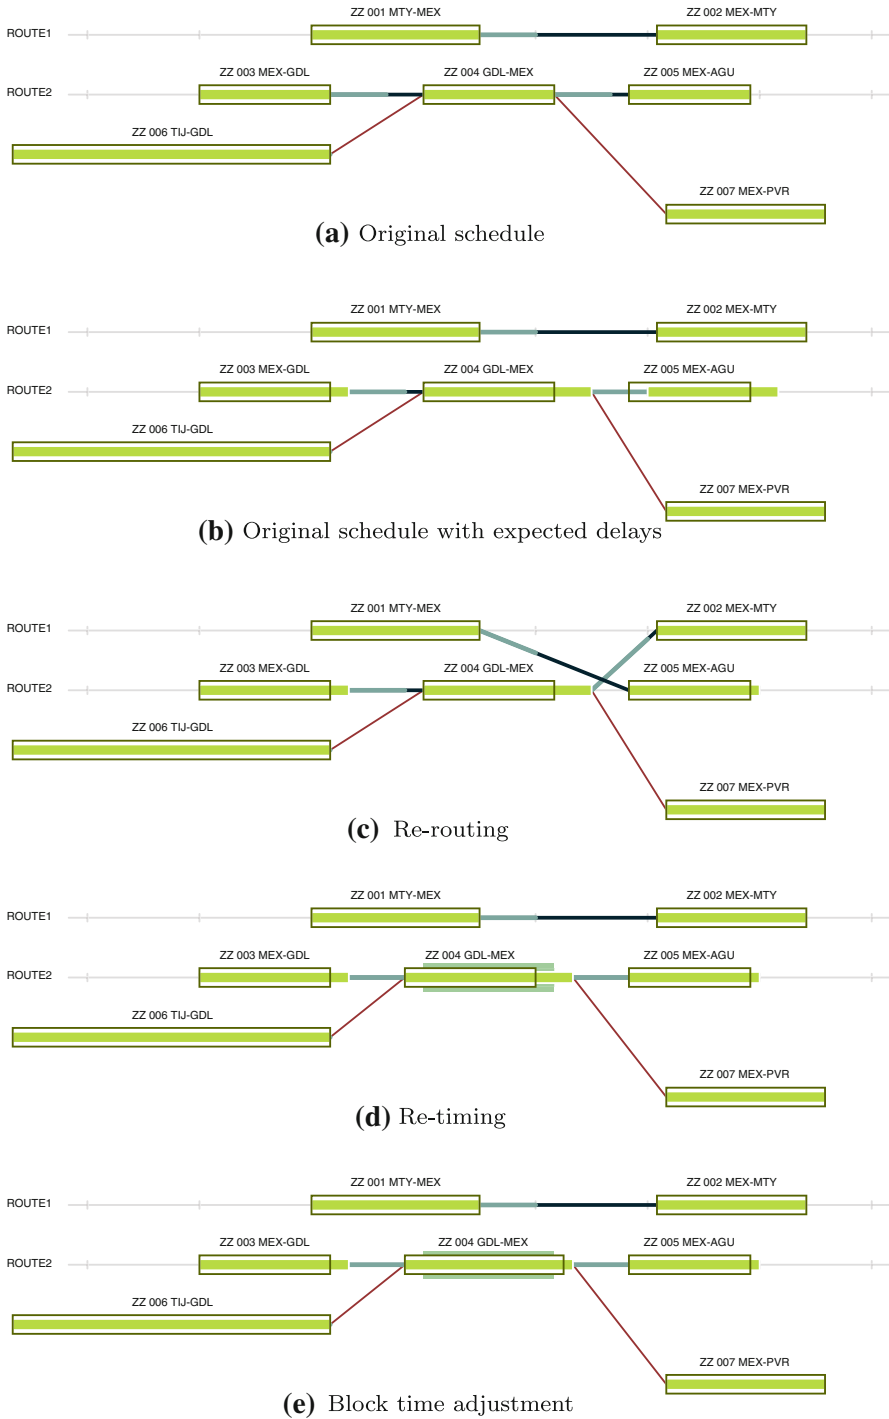 ZZ 001 MTY-MEX ZZ 002 MEX-MTY
ROUTE1
ZZ 003 MEX-GDL ZZ 004 GDL-MEX ZZ 005 MEX-AGU
ROUTE2
ZZ 006 TIJ-GDL
ZZ 007 MEX-PVR
(a) Original schedule
ZZ 001 MTY-MEX ZZ 002 MEX-MTY
ROUTE1
ZZ 003 MEX-GDL ZZ 004 GDL-MEX ZZ 005 MEX-AGU
ROUTE2
ZZ 006 TIJ-GDL
ZZ 007 MEX-PVR
(b) Original schedule with expected delays
ZZ 001 MTY-MEX ZZ 002 MEX-MTY
ROUTE1
ZZ 003 MEX-GDL ZZ 004 GDL-MEX ZZ 005 MEX-AGU
ROUTE2
ZZ 006 TIJ-GDL
ZZ 007 MEX-PVR
(c) Re-routing
ZZ 001 MTY-MEX ZZ 002 MEX-MTY
ROUTE1
ZZ 003 MEX-GDL ZZ 004 GDL-MEX ZZ 005 MEX-AGU
ROUTE2
ZZ 006 TIJ-GDL
ZZ 007 MEX-PVR
(d) Re-timing
ZZ 001 MTY-MEX ZZ 002 MEX-MTY
ROUTE1
ZZ 003 MEX-GDL ZZ 004 GDL-MEX ZZ 005 MEX-AGU
ROUTE2
ZZ 006 TIJ-GDL
ZZ 007 MEX-PVR
(e) Block time adjustment